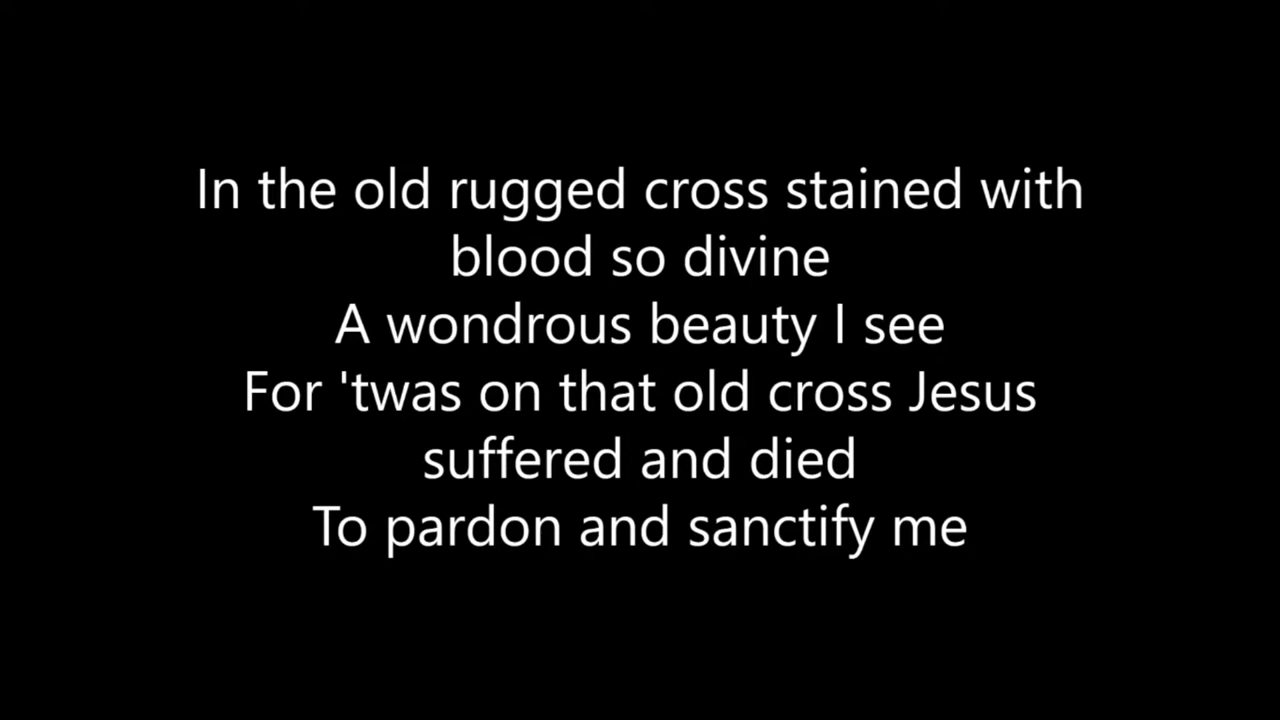 In the old rugged cross stained with
blood so divine
A wondrous beauty I see
For 'twas on that old cross Jesus
suffered and died
To pardon and sanctify me